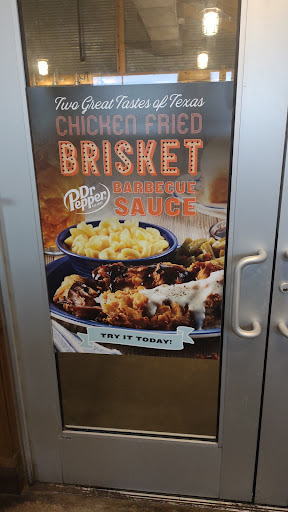 Two Great Tastes of Texas
CHICKEN FRIED
BRISKET
Dr Pepper
BARBECUE
SAUCE
TRY IT TODAY!